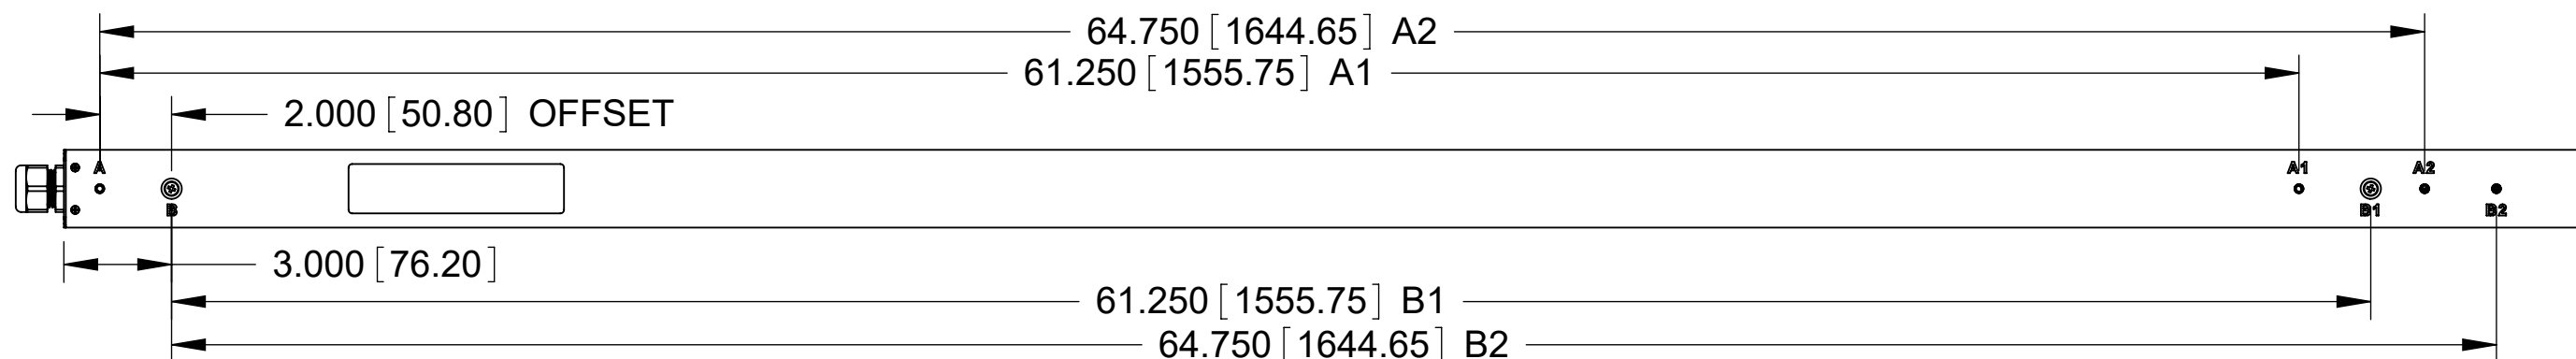 64.750 [1644.65] A2
61.250 [1555.75] A1
2.000 [50.80] OFFSET
A A1 A2
B B1 B2
3.000 [76.20]
61.250 [1555.75] B1
64.750 [1644.65] B2